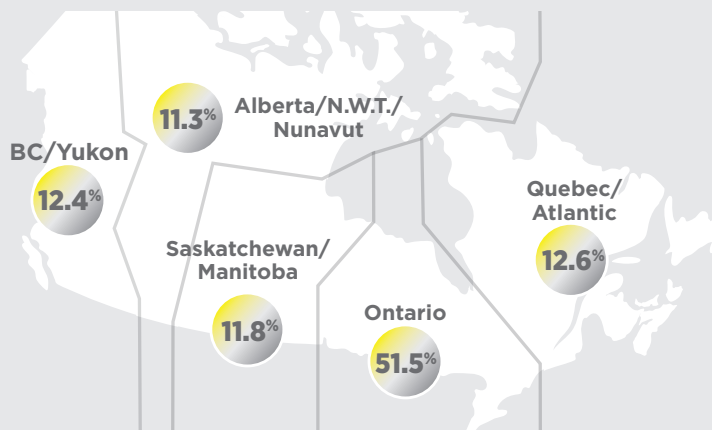 Alberta/N.W.T./
Nunavut
11.3%
BC/Yukon
12.4%
Quebec/
Atlantic
12.6%
Saskatchewan/
Manitoba
11.8%
Ontario
51.5%